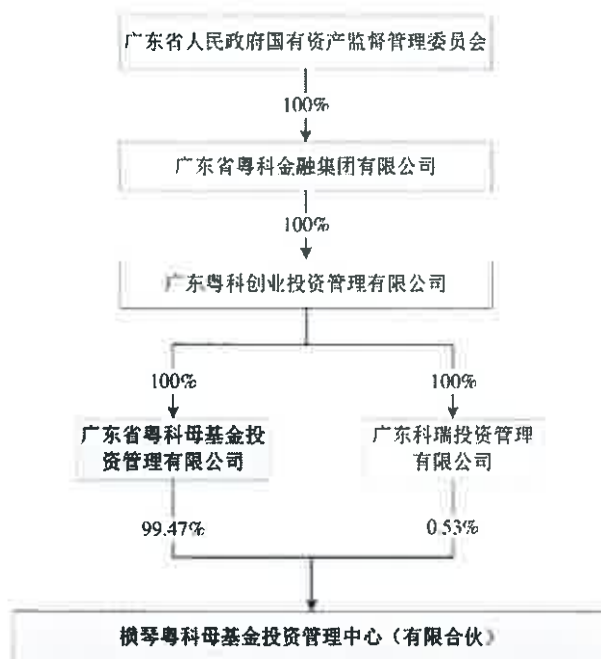 广东省人民政府国有资产监督管理委员会
100%
广东省粤科金融集团有限公司
100%
广东粤科创业投资管理有限公司
100%
100%
广东省粤科母基金投
资管理有限公司
广东科瑞投资管理
有限公司
99.47%
0.53%
横琴粤科母基金投资管理中心（有限合伙）